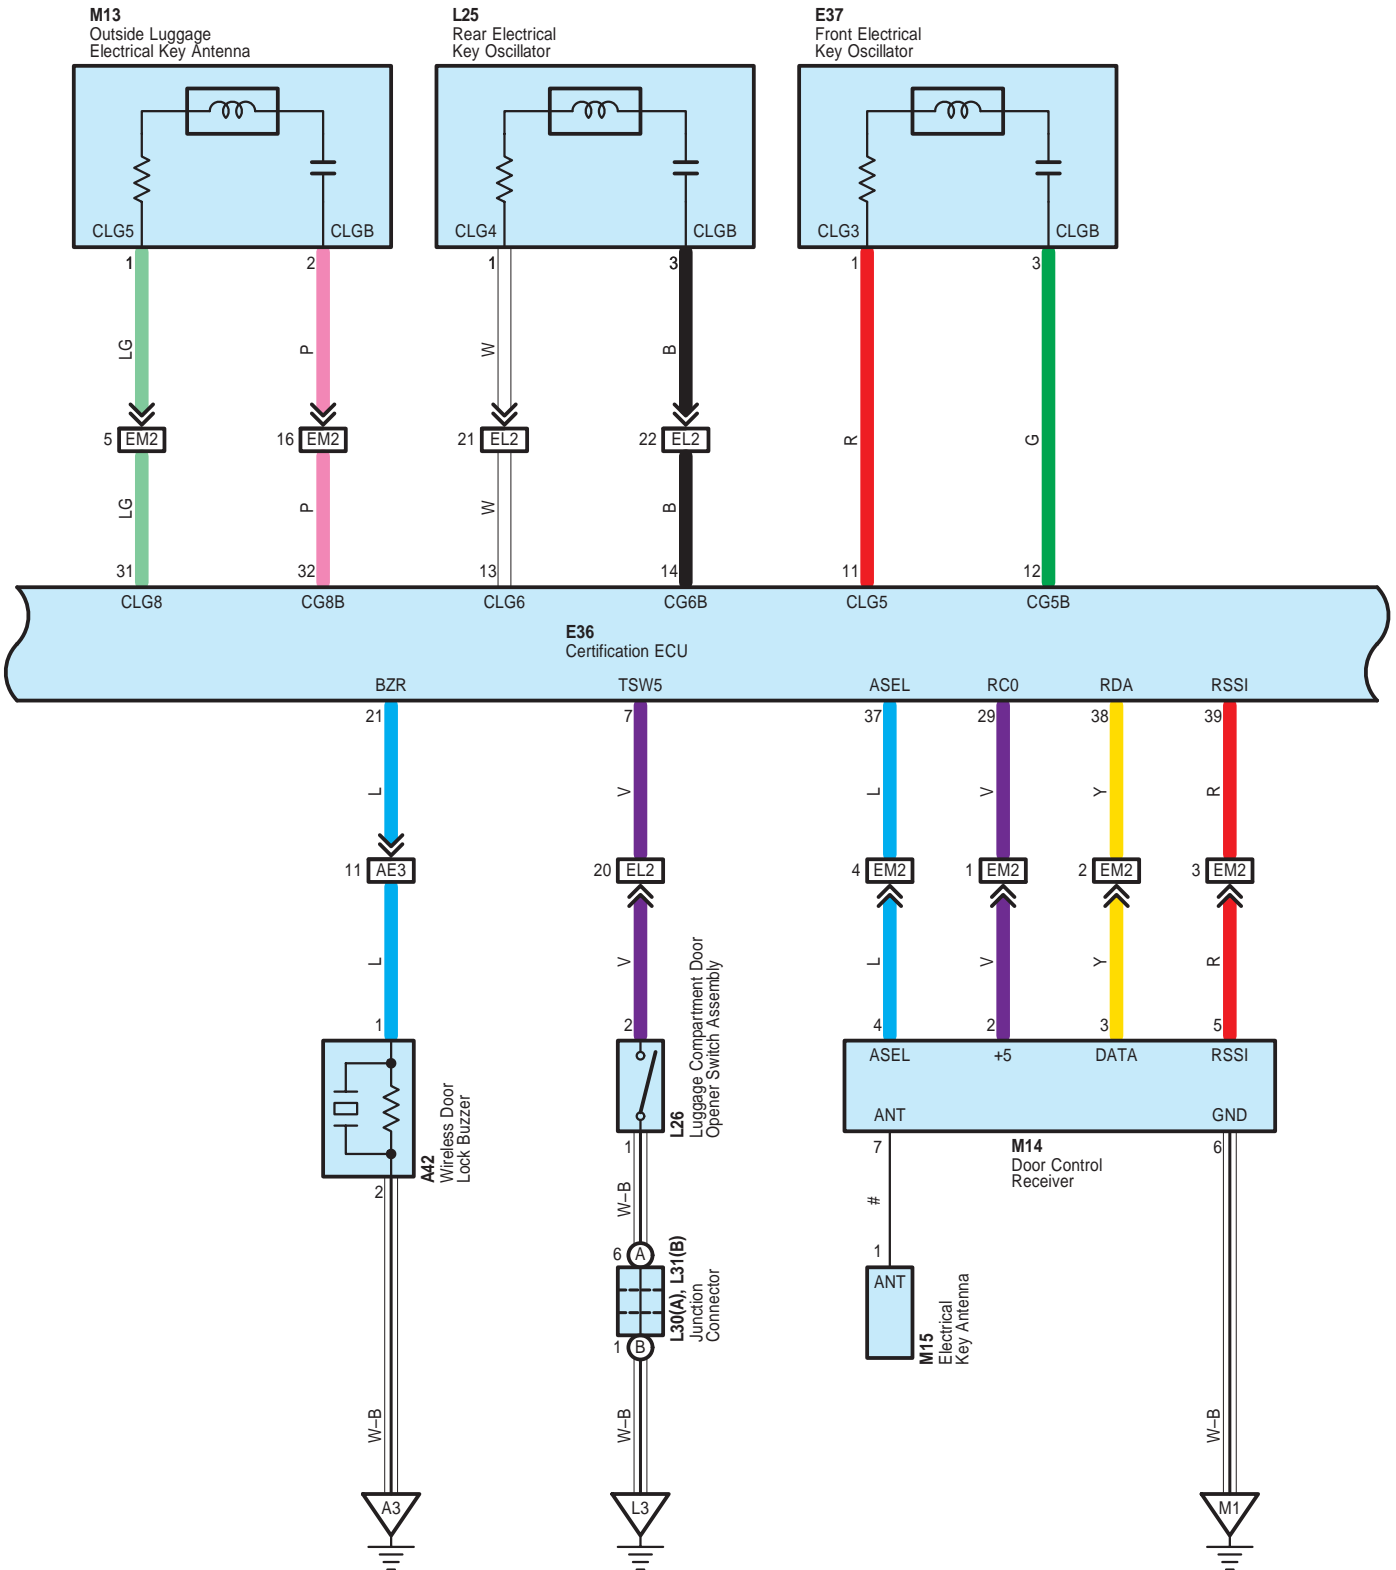 M13
Outside Luggage
Electrical Key Antenna
L25
Rear Electrical
Key Oscillator
E37
Front Electrical
Key Oscillator
CLG5 CLGB CLG4 CLGB CLG3 CLGB
1 2 1 3 1 3
LG P W B R G
5 EM2 16 EM2 21 EL2 22 EL2
LG P W B
31 32 13 14 11 12
CLG8 CG8B CLG6 CG6B CLG5 CG5B
E36
Certification ECU
BZR TSW5 ASEL RC0 RDA RSSI
21 7 37 29 38 39
L V L V Y R
11 AE3 20 EL2 4 EM2 1 EM2 2 EM2 3 EM2
L V L V Y R
1 2 4 2 3 5
ASEL +5 DATA RSSI
ANT GND
A42
Wireless Door
Lock Buzzer
L26
Luggage Compartment Door
Opener Switch Assembly
2 1 7 6
M14
Door Control
Receiver
W–B #
6 A 1
L30(A), L31(B)
Junction
Connector
ANT
M15
Electrical
Key Antenna
1 B
W–B W–B W–B
A3 L3 M1